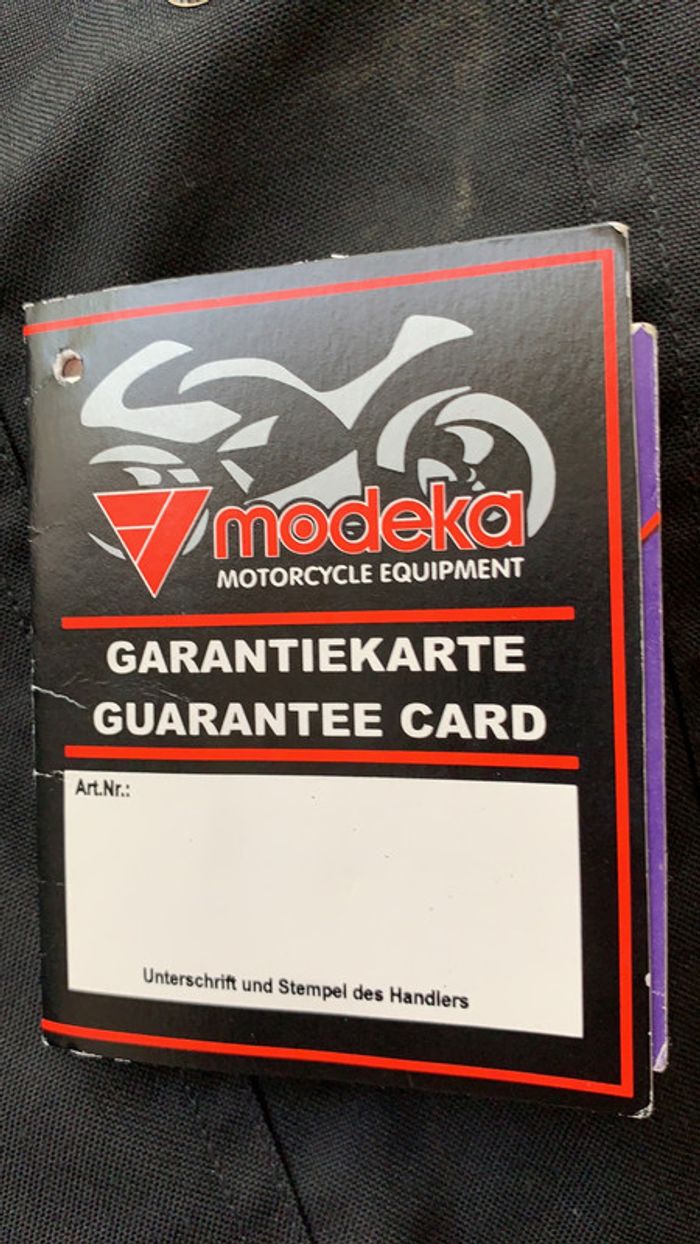 modeka
MOTORCYCLE EQUIPMENT
GARANTIEKARTE
GUARANTEE CARD
Art.Nr.:
Unterschrift und Stempel des Handlers